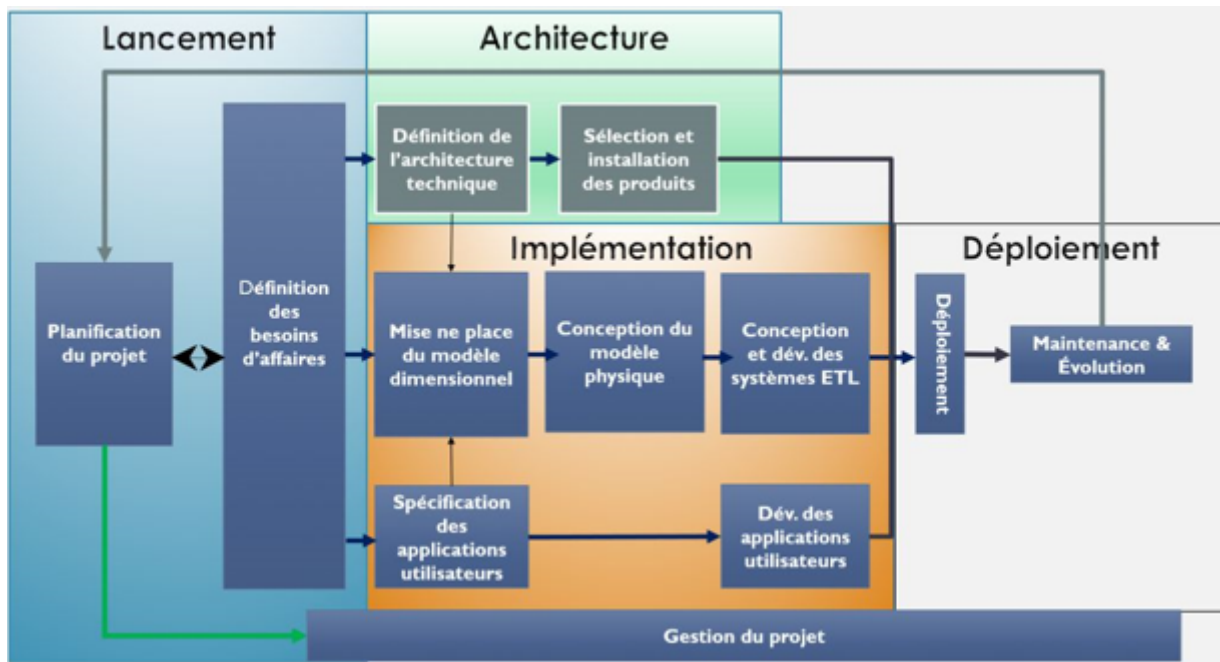 Lancement
Architecture
Définition de
l'architecture
technique
Sélection et
installation
des produits
Implémentation
Déploiement
Planification
du projet
Définition
des
besoins
d'affaires
Mise ne place
du modèle
dimensionnel
Conception du
modèle
physique
Conception
et dév. des
systèmes ETL
Déploiement
Maintenance &
Évolution
Spécification
des
applications
utilisateurs
Dév. des
applications
utilisateurs
Gestion du projet